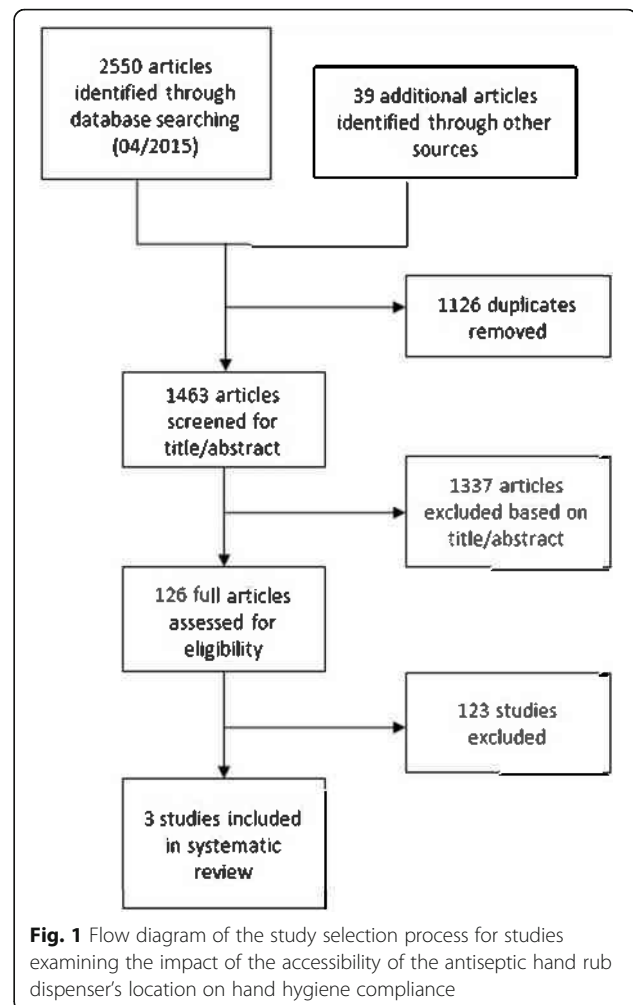 2550 articles
identified through
database searching
(04/2015)
39 additional articles
identified through other
sources
1126 duplicates
removed
1463 articles
screened for
title/abstract
1337 articles
excluded based on
title/abstract
126 full articles
assessed for
eligibility
123 studies
excluded
3 studies included
in systematic
review
Fig. 1 Flow diagram of the study selection process for studies
examining the impact of the accessibility of the antiseptic hand rub
dispenser's location on hand hygiene compliance